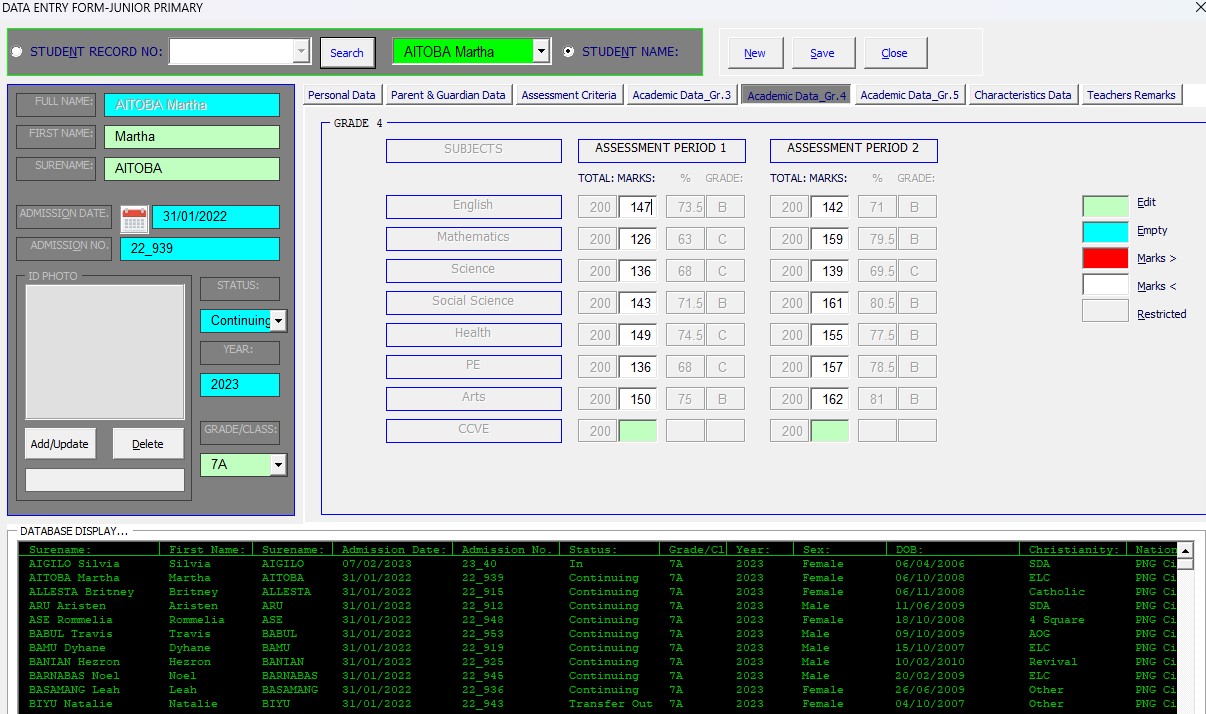 DATA ENTRY FORM-JUNIOR PRIMARY
STUDENT RECORD NO: Search AITOBA Martha STUDENT NAME: New Save Close
FULL NAME: AITOBA Martha
FIRST NAME: Martha
SURENAME: AITOBA
ADMISSION DATE. 31/01/2022
ADMISSION NO. 22_939
ID PHOTO
STATUS:
Continuing
YEAR:
2023
GRADE/CLASS:
7A
Add/Update Delete
Personal Data Parent & Guardian Data Assessment Criteria Academic Data_Gr.3 Academic Data_Gr.4 Academic Data_Gr.5 Characteristics Data Teachers Remarks
GRADE 4
SUBJECTS ASSESSMENT PERIOD 1 ASSESSMENT PERIOD 2
TOTAL: MARKS: % GRADE: TOTAL: MARKS: % GRADE:
English 200 147 73.5 B 200 142 71 B
Mathematics 200 126 63 C 200 159 79.5 B
Science 200 136 68 C 200 139 69.5 C
Social Science 200 143 71.5 B 200 161 80.5 B
Health 200 149 74.5 C 200 155 77.5 B
PE 200 136 68 C 200 157 78.5 B
Arts 200 150 75 B 200 162 81 B
CCVE 200 200
Edit
Empty
Marks >
Marks <
Restricted
DATABASE DISPLAY...
Surename: First Name: Surename: Admission Date: Admission No. Status: Grade/Cl Year: Sex: DOB: Christianity: Nation
AIGILO Silvia Silvia AIGILO 07/02/2023 23_40 In 7A 2023 Female 06/04/2006 SDA PNG Ci
AITOBA Martha Martha AITOBA 31/01/2022 22_939 Continuing 7A 2023 Female 06/10/2008 ELC PNG Ci
ALLESTA Britney Britney ALLESTA 31/01/2022 22_915 Continuing 7A 2023 Female 06/11/2008 Catholic PNG Ci
ARU Aristen Aristen ARU 31/01/2022 22_912 Continuing 7A 2023 Male 11/06/2009 SDA PNG Ci
ASE Rommelia Rommelia ASE 31/01/2022 22_948 Continuing 7A 2023 Female 18/10/2008 4 Square PNG Ci
BABUL Travis Travis BABUL 31/01/2022 22_953 Continuing 7A 2023 Male 09/10/2009 AOG PNG Ci
BAMU Dyhane Dyhane BAMU 31/01/2022 22_919 Continuing 7A 2023 Male 15/10/2007 ELC PNG Ci
BANIAN Hezron Hezron BANIAN 31/01/2022 22_925 Continuing 7A 2023 Male 10/02/2010 Revival PNG Ci
BARNABAS Noel Noel BARNABAS 31/01/2022 22_945 Continuing 7A 2023 Male 20/02/2009 ELC PNG Ci
BASAMANG Leah Leah BASAMANG 31/01/2022 22_936 Continuing 7A 2023 Female 26/06/2009 Other PNG Ci
BIYU Natalie Natalie BIYU 31/01/2022 22_943 Transfer Out 7A 2023 Female 04/10/2007 Other PNG Ci